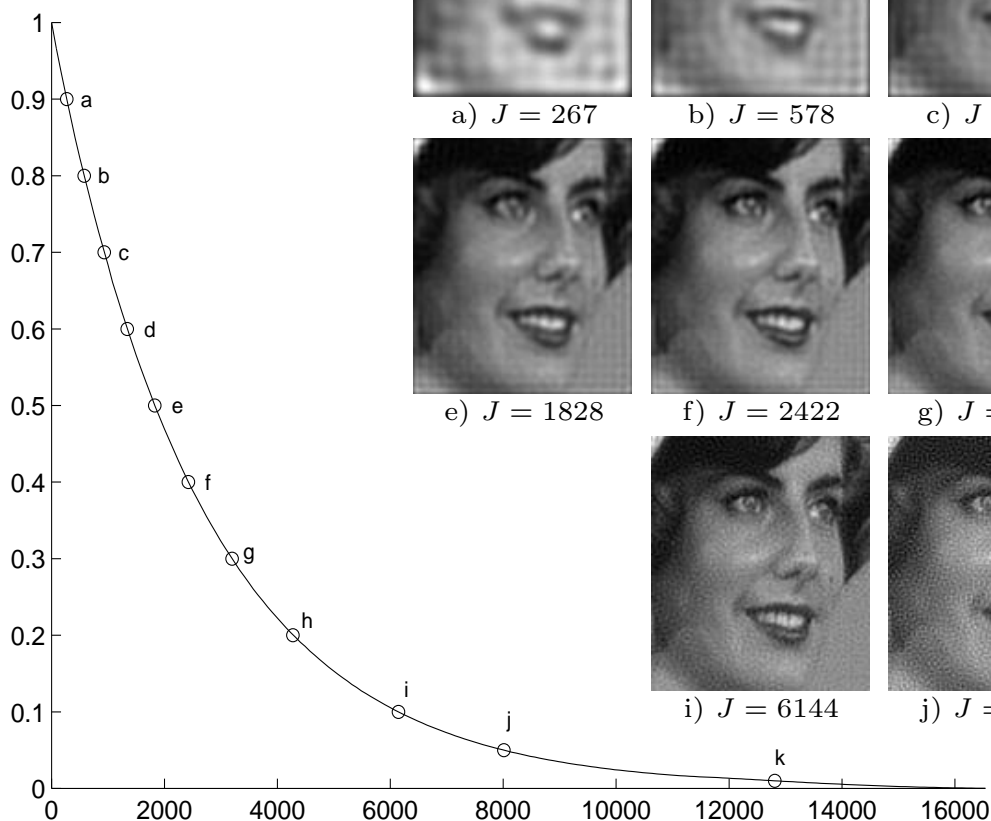 1
0.9
0.8
0.7
0.6
0.5
0.4
0.3
0.2
0.1
0
0 2000 4000 6000 8000 10000 12000 14000 16000
a
b
c
d
e
f
g
h
i
j
k
a) J = 267 b) J = 578 c) J
e) J = 1828 f) J = 2422 g) J =
i) J = 6144 j) J =